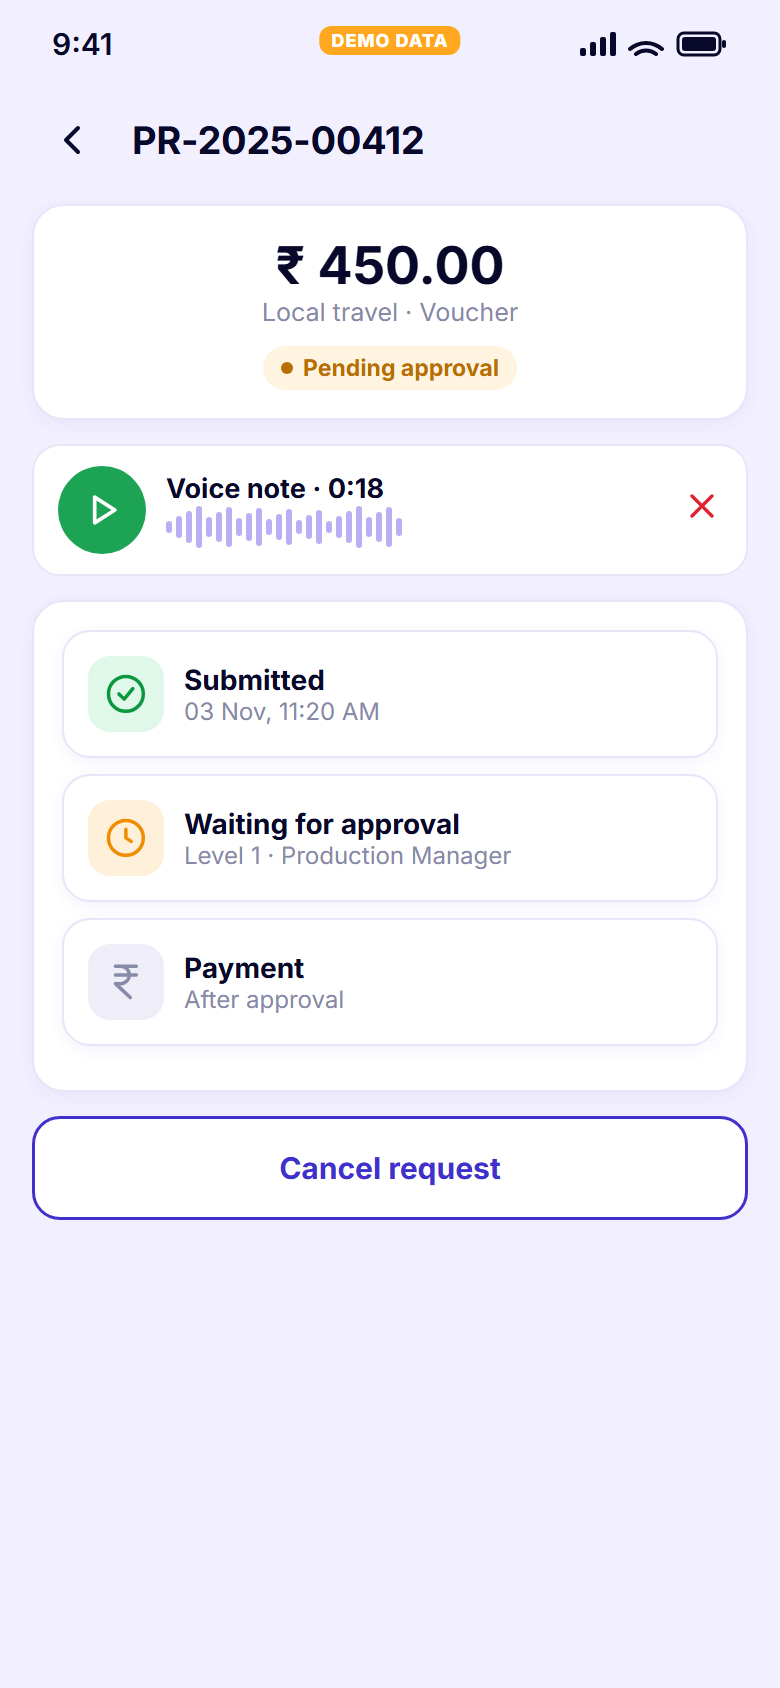 9:41
DEMO DATA
PR-2025-00412
₹ 450.00
Local travel · Voucher
Pending approval
Voice note · 0:18
Submitted
03 Nov, 11:20 AM
Waiting for approval
Level 1 · Production Manager
₹
Payment
After approval
Cancel request